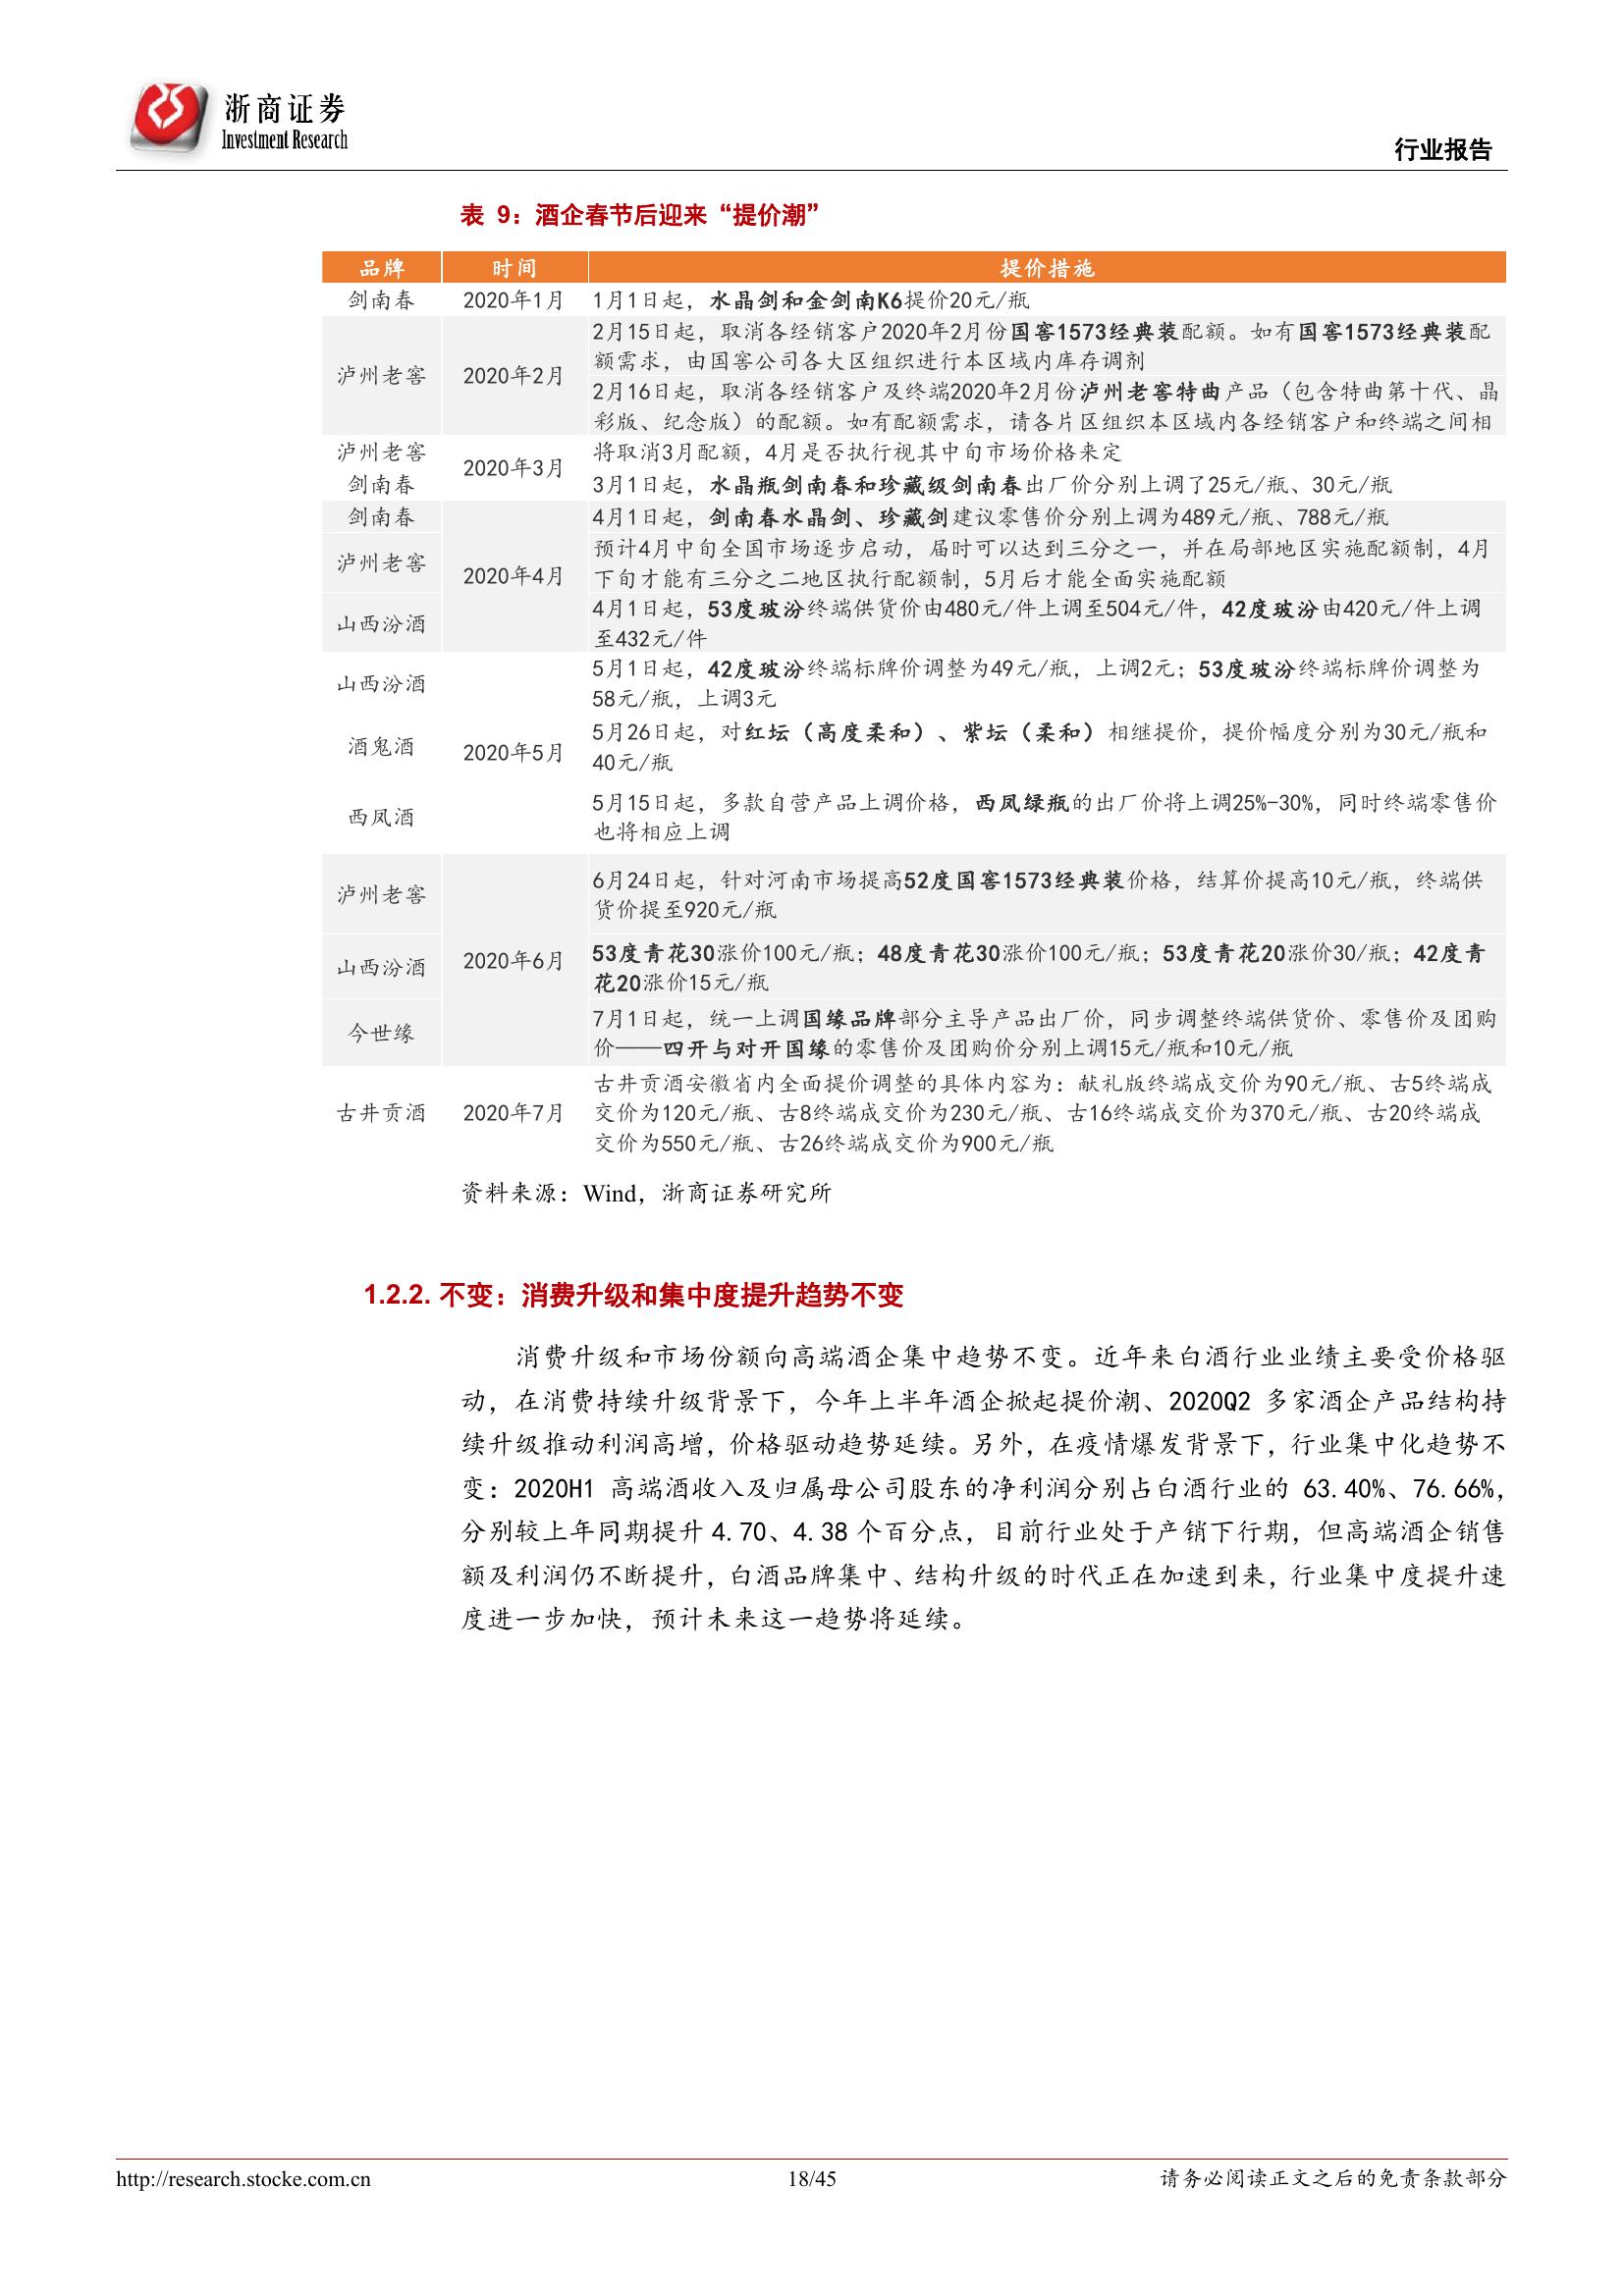 浙商证券
Investment Research
行业报告
表 9：酒企春节后迎来“提价潮”
品牌 时间 提价措施
剑南春 2020年1月 1月1日起，水晶剑和金剑南K6提价20元/瓶
泸州老窖 2020年2月 2月15日起，取消各经销客户2020年2月份国窖1573经典装配额。如有国窖1573经典装配
额需求，由国窖公司各大区组织进行本区域内库存调剂
2月16日起，取消各经销客户及终端2020年2月份泸州老窖特曲产品（包含特曲第十代、晶
彩版、纪念版）的配额。如有配额需求，请各片区组织本区域内各经销客户和终端之间相
泸州老窖 2020年3月 将取消3月配额，4月是否执行视其中旬市场价格来定
剑南春 3月1日起，水晶瓶剑南春和珍藏级剑南春出厂价分别上调了25元/瓶、30元/瓶
剑南春 2020年4月 4月1日起，剑南春水晶剑、珍藏剑建议零售价分别上调为489元/瓶、788元/瓶
泸州老窖 预计4月中旬全国市场逐步启动，届时可以达到三分之一，并在局部地区实施配额制，4月
下旬才能有三分之二地区执行配额制，5月后才能全面实施配额
山西汾酒 4月1日起，53度玻汾终端供货价由480元/件上调至504元/件，42度玻汾由420元/件上调
至432元/件
山西汾酒 2020年5月 5月1日起，42度玻汾终端标牌价调整为49元/瓶，上调2元；53度玻汾终端标牌价调整为
58元/瓶，上调3元
酒鬼酒 5月26日起，对红坛（高度柔和）、紫坛（柔和）相继提价，提价幅度分别为30元/瓶和
40元/瓶
西凤酒 5月15日起，多款自营产品上调价格，西凤绿瓶的出厂价将上调25%-30%，同时终端零售价
也将相应上调
泸州老窖 2020年6月 6月24日起，针对河南市场提高52度国窖1573经典装价格，结算价提高10元/瓶，终端供
货价提至920元/瓶
山西汾酒 53度青花30涨价100元/瓶；48度青花30涨价100元/瓶；53度青花20涨价30/瓶；42度青
花20涨价15元/瓶
今世缘 7月1日起，统一上调国缘品牌部分主导产品出厂价，同步调整终端供货价、零售价及团购
价——四开与对开国缘的零售价及团购价分别上调15元/瓶和10元/瓶
古井贡酒 2020年7月 古井贡酒安徽省内全面提价调整的具体内容为：献礼版终端成交价为90元/瓶、古5终端成
交价为120元/瓶、古8终端成交价为230元/瓶、古16终端成交价为370元/瓶、古20终端成
交价为550元/瓶、古26终端成交价为900元/瓶
资料来源：Wind，浙商证券研究所
1.2.2. 不变：消费升级和集中度提升趋势不变
消费升级和市场份额向高端酒企集中趋势不变。近年来白酒行业业绩主要受价格驱
动，在消费持续升级背景下，今年上半年酒企掀起提价潮、2020Q2 多家酒企产品结构持
续升级推动利润高增，价格驱动趋势延续。另外，在疫情爆发背景下，行业集中化趋势不
变：2020H1 高端酒收入及归属母公司股东的净利润分别占白酒行业的 63.40%、76.66%，
分别较上年同期提升 4.70、4.38 个百分点，目前行业处于产销下行期，但高端酒企销售
额及利润仍不断提升，白酒品牌集中、结构升级的时代正在加速到来，行业集中度提升速
度进一步加快，预计未来这一趋势将延续。
http://research.stocke.com.cn 18/45 请务必阅读正文之后的免责条款部分